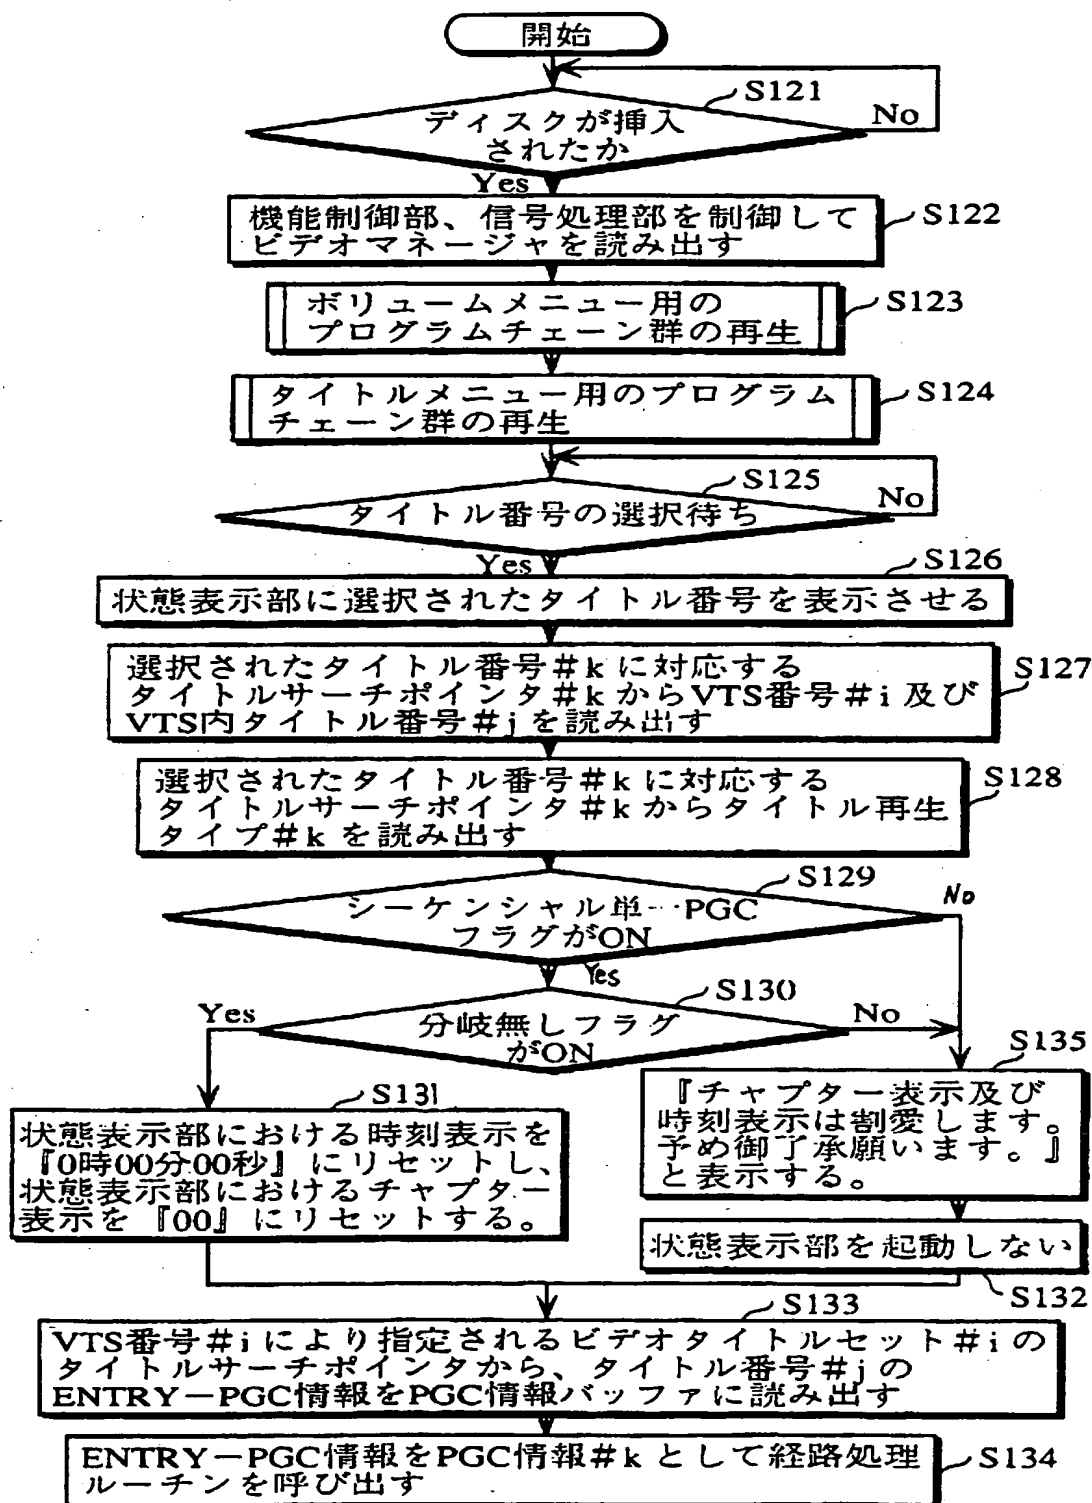 開始
S121
ディスクが挿入
されたか
No
Yes
機能制御部、信号処理部を制御して
ビデオマネージャを読み出す
S122
ボリュームメニュー用の
プログラムチェーン群の再生
S123
タイトルメニュー用のプログラム
チェーン群の再生
S124
S125
タイトル番号の選択待ち
No
Yes
S126
状態表示部に選択されたタイトル番号を表示させる
選択されたタイトル番号#kに対応する
タイトルサーチポインタ#kからVTS番号#i及び
VTS内タイトル番号#jを読み出す
S127
選択されたタイトル番号#kに対応する
タイトルサーチポインタ#kからタイトル再生
タイプ#kを読み出す
S128
S129
シーケンシャル単一PGC
フラグがON
No
Yes
S130
分岐無しフラグ
がON
Yes
No
S135
『チャプター表示及び
時刻表示は割愛します。
予め御了承願います。』
と表示する。
S131
状態表示部における時刻表示を
『0時00分00秒』にリセットし、
状態表示部におけるチャプター
表示を『00』にリセットする。
状態表示部を起動しない
S132
S133
VTS番号#iにより指定されるビデオタイトルセット#iの
タイトルサーチポインタから、タイトル番号#jの
ENTRY－PGC情報をPGC情報バッファに読み出す
ENTRY－PGC情報をPGC情報#kとして経路処理
ルーチンを呼び出す
S134